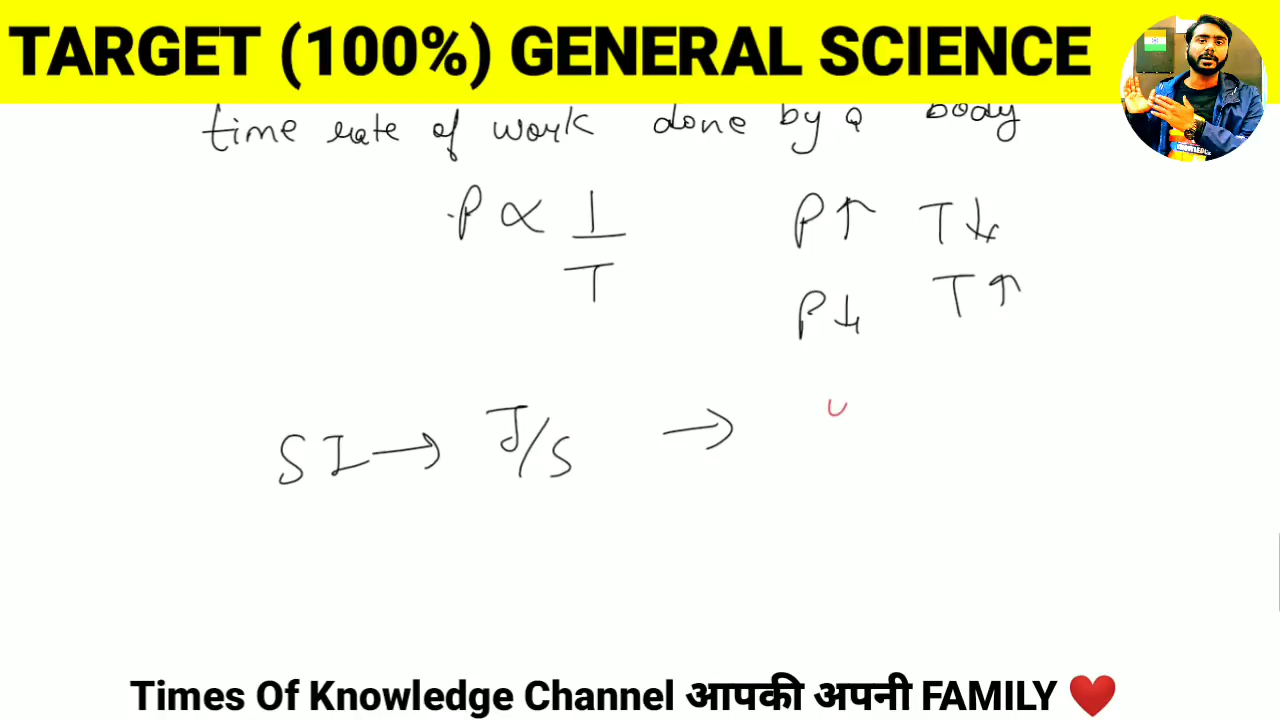 TARGET (100%) GENERAL SCIENCE
time rate of work done by a body
P ∝ 1/T P↑ T↓
P↓ T↑
SI → J/S →
Times Of Knowledge Channel आपकी अपनी FAMILY ❤️